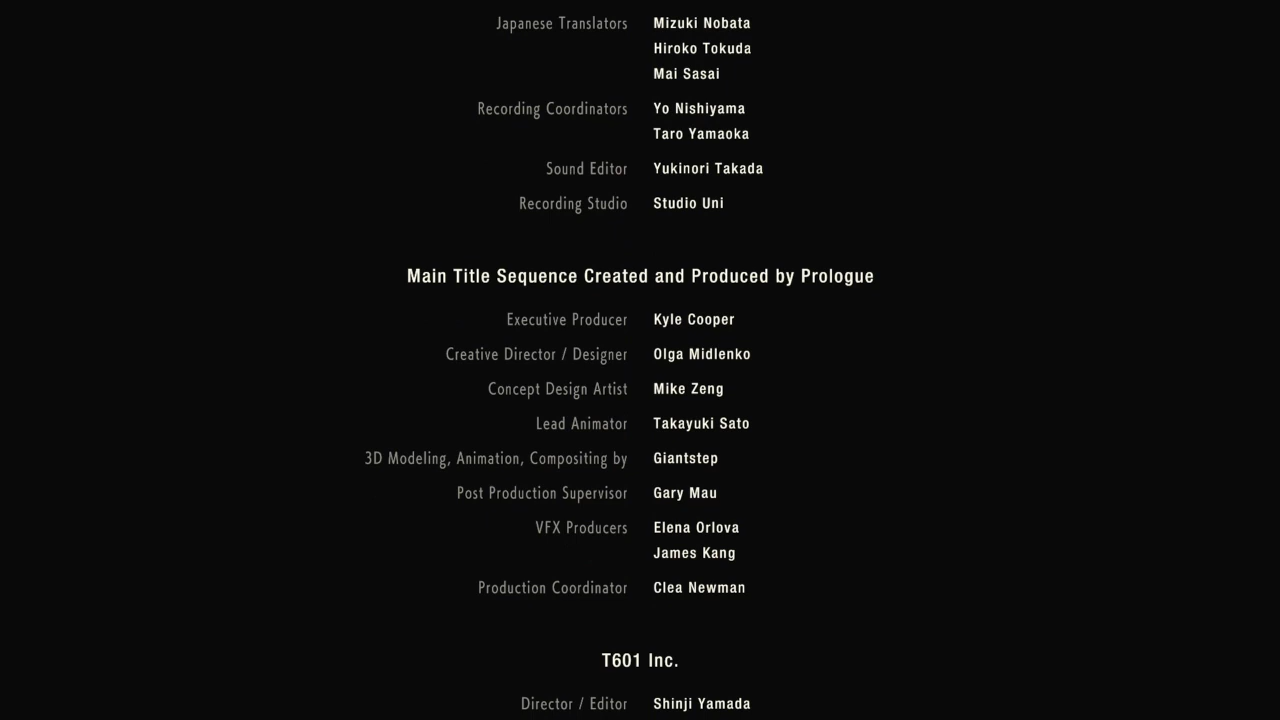 Japanese Translators Mizuki Nobata
Hiroko Tokuda
Mai Sasai
Recording Coordinators Yo Nishiyama
Taro Yamaoka
Sound Editor Yukinori Takada
Recording Studio Studio Uni
Main Title Sequence Created and Produced by Prologue
Executive Producer Kyle Cooper
Creative Director / Designer Olga Midlenko
Concept Design Artist Mike Zeng
Lead Animator Takayuki Sato
3D Modeling, Animation, Compositing by Giantstep
Post Production Supervisor Gary Mau
VFX Producers Elena Orlova
James Kang
Production Coordinator Clea Newman
T601 Inc.
Director / Editor Shinji Yamada